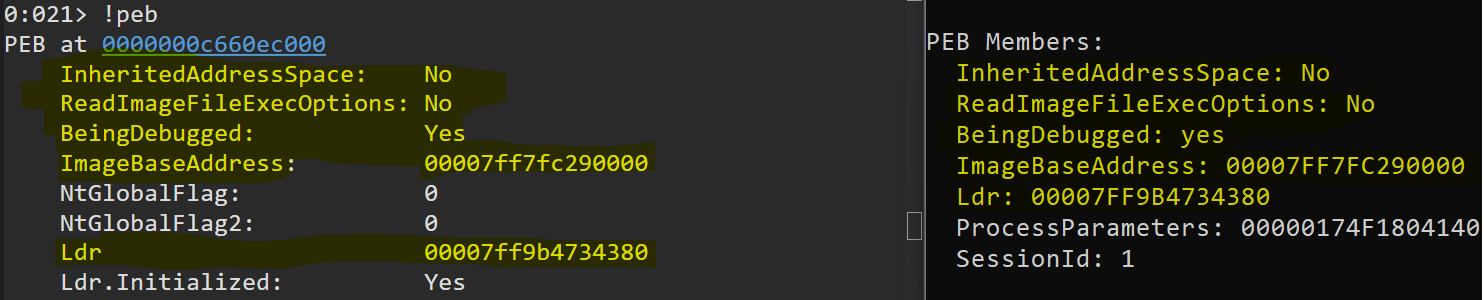 0:021> !peb
PEB at 0000000c660ec000
InheritedAddressSpace: No
ReadImageFileExecOptions: No
BeingDebugged: Yes
ImageBaseAddress: 00007ff7fc290000
NtGlobalFlag: 0
NtGlobalFlag2: 0
Ldr 00007ff9b4734380
Ldr.Initialized: Yes
PEB Members:
InheritedAddressSpace: No
ReadImageFileExecOptions: No
BeingDebugged: yes
ImageBaseAddress: 00007FF7FC290000
Ldr: 00007FF9B4734380
ProcessParameters: 00000174F1804140
SessionId: 1